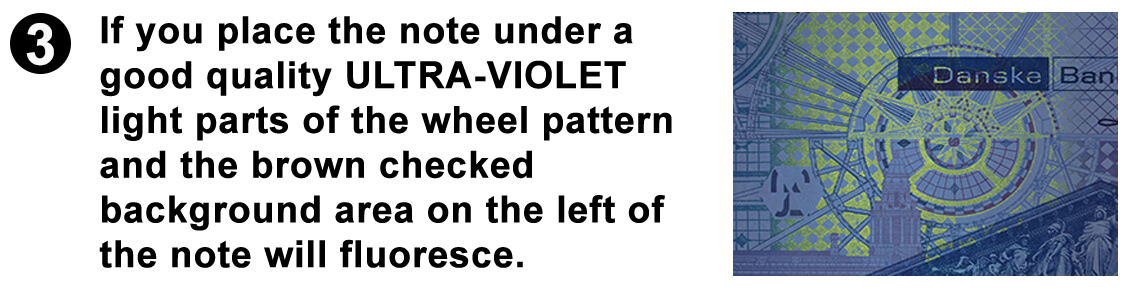 3
If you place the note under a
good quality ULTRA-VIOLET
light parts of the wheel pattern
and the brown checked
background area on the left of
the note will fluoresce.
Danske Ban